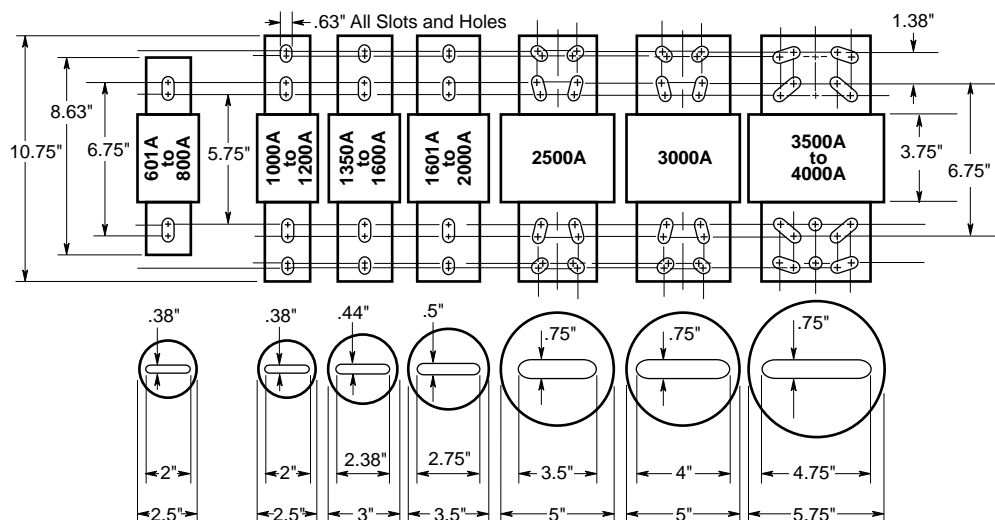 .63" All Slots and Holes
1.38"
8.63"
10.75"
6.75"
5.75"
601A
to
800A
1000A
to
1200A
1350A
to
1600A
1601A
to
2000A
2500A
3000A
3500A
to
4000A
3.75"
6.75"
.38"
.38"
.44"
.5"
.75"
.75"
.75"
2"
2"
2.38"
2.75"
3.5"
4"
4.75"
2.5"
2.5"
3"
3.5"
5"
5"
5.75"